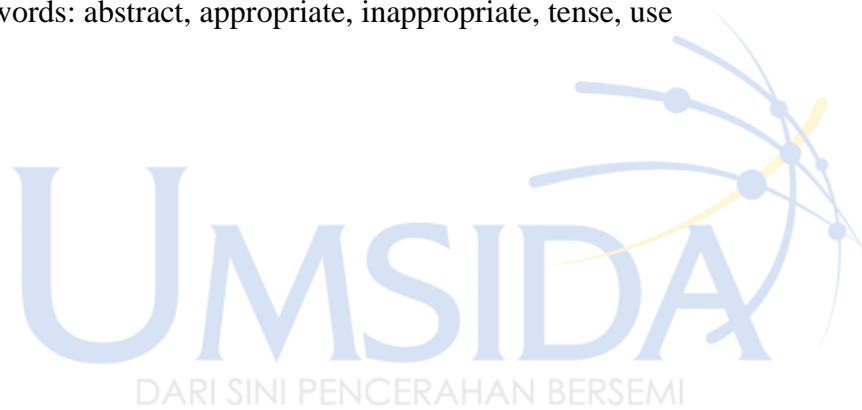 words: abstract, appropriate, inappropriate, tense, use
UMSIDA
DARI SINI PENCERAHAN BERSEMI